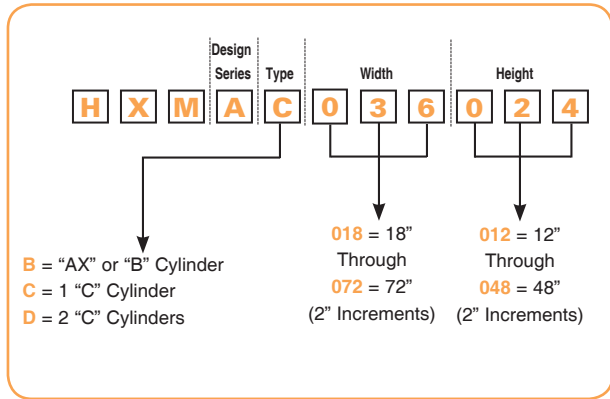 Design
Series Type Width Height
H X M A C 0 3 6 0 2 4
B = “AX” or “B” Cylinder
C = 1 “C” Cylinder
D = 2 “C” Cylinders
018 = 18”
Through
072 = 72”
(2” Increments)
012 = 12”
Through
048 = 48”
(2” Increments)